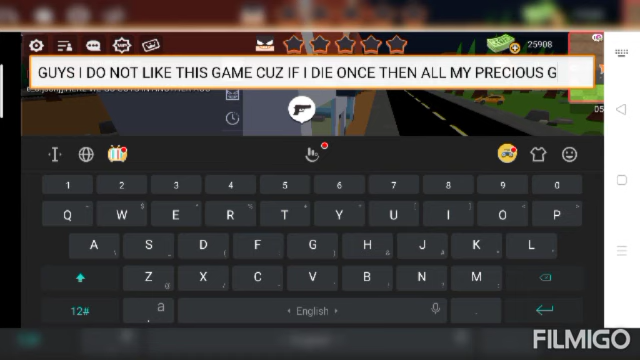 25908
GUYS I DO NOT LIKE THIS GAME CUZ IF I DIE ONCE THEN ALL MY PRECIOUS G
05
1 2 3 4 5 6 7 8 9 0
Q W E R T Y U I O P
A S D F G H J K L
Z X C V B N M
12# a English .
FILMIGO